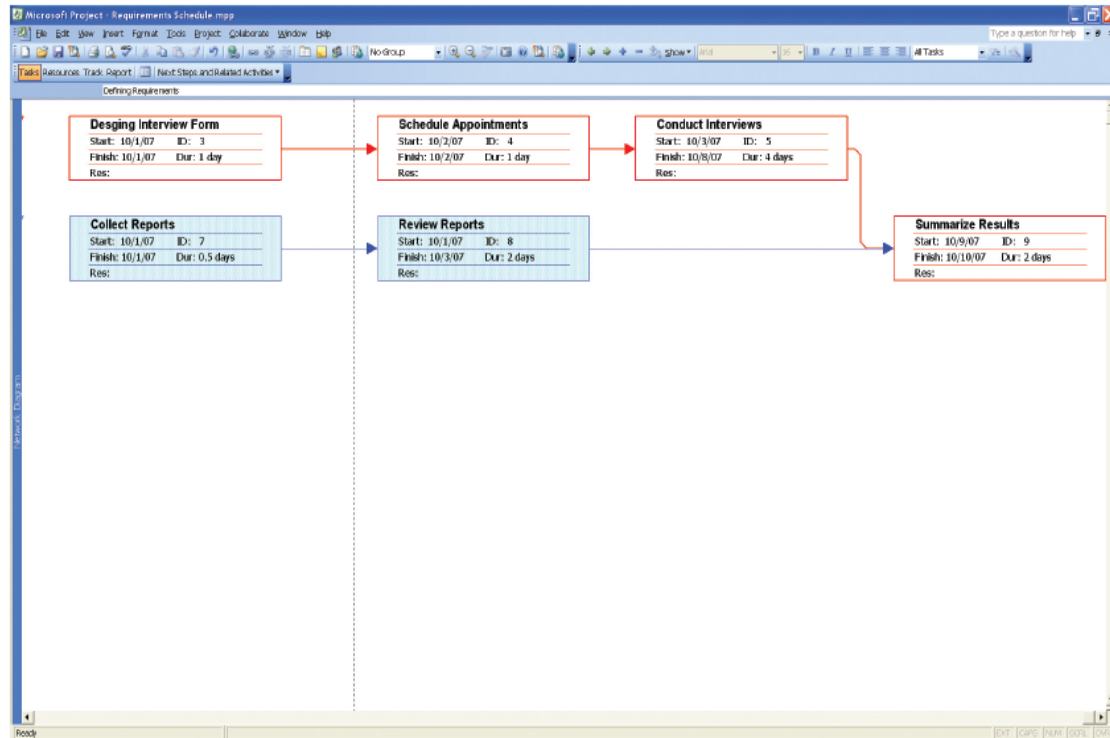 Microsoft Project - Requirements Schedule.mpp
File Edit View Insert Format Tools Project Collaborate Window Help
Type a question for help
No Group
Show
Arial
16
B I U
All Tasks
Tasks Resources Track Report Next Steps and Related Activities
Defining Requirements
Desging Interview Form
Start: 10/1/07 ID: 3
Finish: 10/1/07 Dur: 1 day
Res:
Schedule Appointments
Start: 10/2/07 ID: 4
Finish: 10/2/07 Dur: 1 day
Res:
Conduct Interviews
Start: 10/3/07 ID: 5
Finish: 10/8/07 Dur: 4 days
Res:
Collect Reports
Start: 10/1/07 ID: 7
Finish: 10/1/07 Dur: 0.5 days
Res:
Review Reports
Start: 10/1/07 ID: 8
Finish: 10/3/07 Dur: 2 days
Res:
Summarize Results
Start: 10/9/07 ID: 9
Finish: 10/10/07 Dur: 2 days
Res:
Network Diagram
Ready
EXT CAPS NUM SCRL OVR